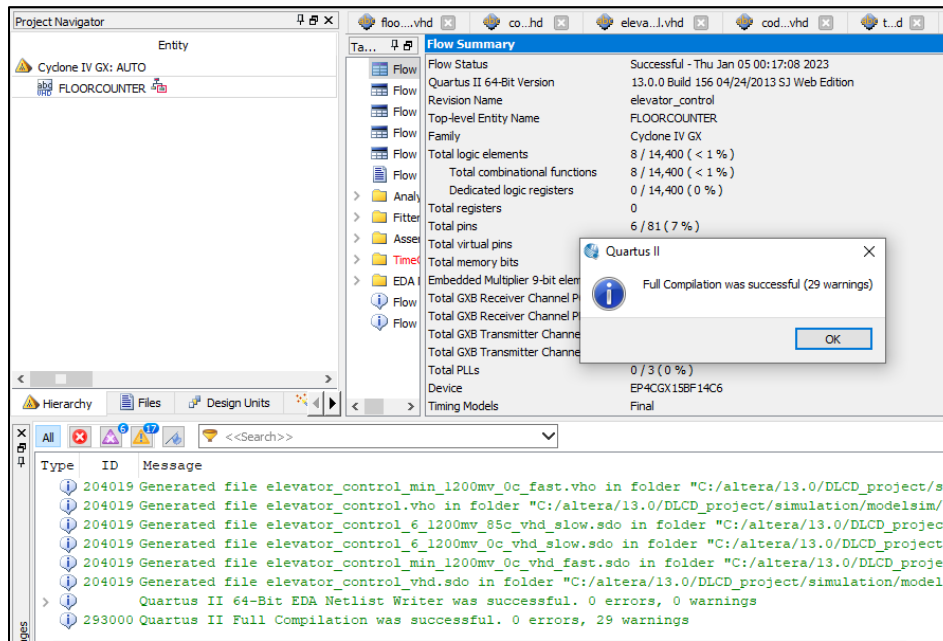 Project Navigator
Entity
Cyclone IV GX: AUTO
abd
FLOORCOUNTER
floo....vhd
co...hd
eleva...l.vhd
cod...vhd
t...d
Ta...
Flow
Flow
Flow
Flow
Flow
Flow
Analy
Fitter
Asse
Time
EDA
Flow
Flow
Flow Summary
Flow Status Successful - Thu Jan 05 00:17:08 2023
Quartus II 64-Bit Version 13.0.0 Build 156 04/24/2013 SJ Web Edition
Revision Name elevator_control
Top-level Entity Name FLOORCOUNTER
Family Cyclone IV GX
Total logic elements 8 / 14,400 ( < 1 % )
Total combinational functions 8 / 14,400 ( < 1 % )
Dedicated logic registers 0 / 14,400 ( 0 % )
Total registers 0
Total pins 6 / 81 ( 7 % )
Total virtual pins
Total memory bits
Embedded Multiplier 9-bit elem
Total GXB Receiver Channel P
Total GXB Receiver Channel P
Total GXB Transmitter Channe
Total GXB Transmitter Channe
Total PLLs 0 / 3 ( 0 % )
Device EP4CGX15BF14C6
Timing Models Final
Quartus II
Full Compilation was successful (29 warnings)
OK
Hierarchy
Files
Design Units
All
6
17
<<Search>>
Type ID Message
204019 Generated file elevator_control_min_1200mv_0c_fast.vho in folder "C:/altera/13.0/DLCD_project/s
204019 Generated file elevator_control.vho in folder "C:/altera/13.0/DLCD_project/simulation/modelsim/
204019 Generated file elevator_control_6_1200mv_85c_vhd_slow.sdo in folder "C:/altera/13.0/DLCD_projec
204019 Generated file elevator_control_6_1200mv_0c_vhd_slow.sdo in folder "C:/altera/13.0/DLCD_project
204019 Generated file elevator_control_min_1200mv_0c_vhd_fast.sdo in folder "C:/altera/13.0/DLCD_proje
204019 Generated file elevator_control_vhd.sdo in folder "C:/altera/13.0/DLCD_project/simulation/model
Quartus II 64-Bit EDA Netlist Writer was successful. 0 errors, 0 warnings
293000 Quartus II Full Compilation was successful. 0 errors, 29 warnings
ges